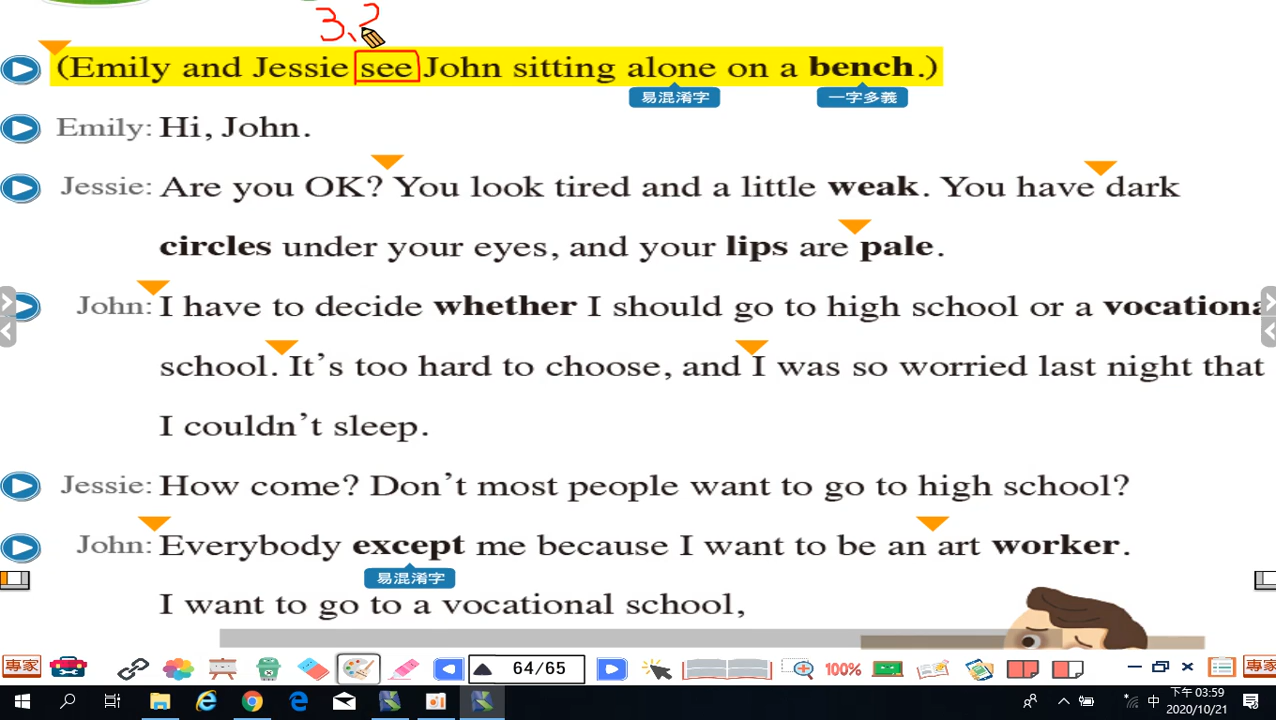 3.2
(Emily and Jessie see John sitting alone on a bench.)
易混淆字
一字多義
Emily: Hi, John.
Jessie: Are you OK? You look tired and a little weak. You have dark
circles under your eyes, and your lips are pale.
John: I have to decide whether I should go to high school or a vocationa
school. It's too hard to choose, and I was so worried last night that
I couldn't sleep.
Jessie: How come? Don't most people want to go to high school?
John: Everybody except me because I want to be an art worker.
易混淆字
I want to go to a vocational school,
專家
64/65
100%
專家
中
下午 03:59
2020/10/21